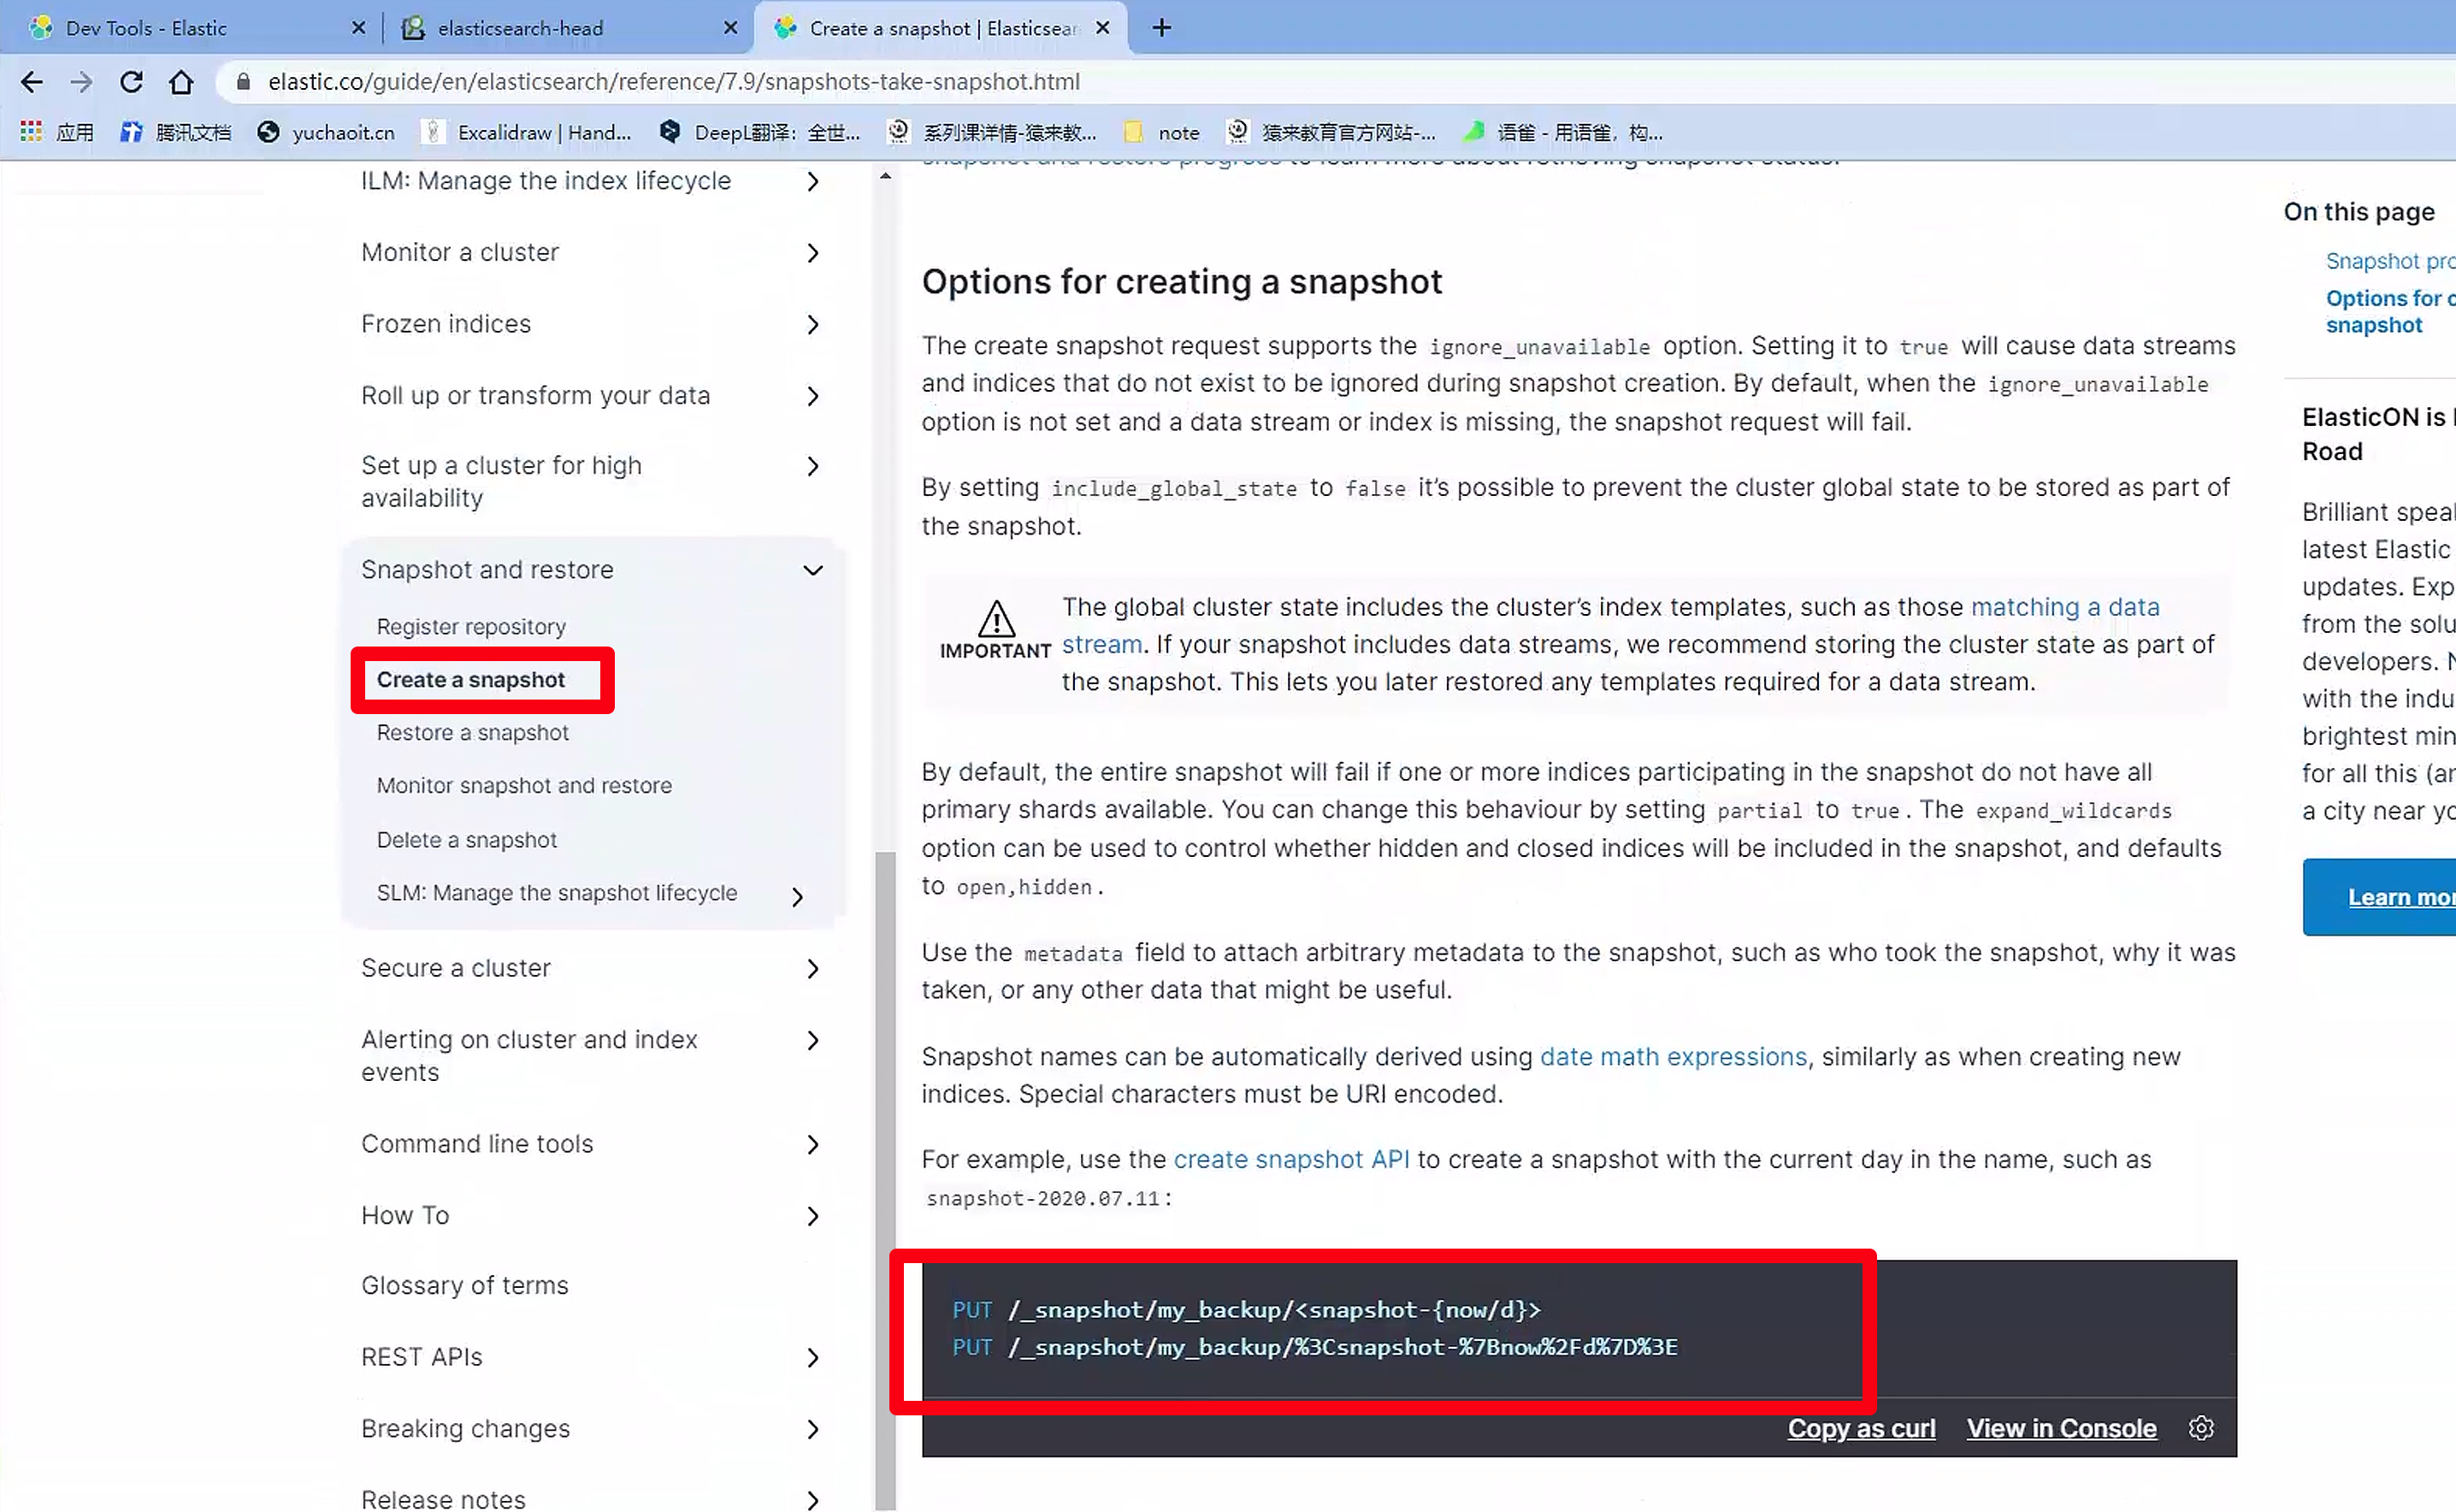 Dev Tools - Elastic
elasticsearch-head
Create a snapshot | Elasticsear
elastic.co/guide/en/elasticsearch/reference/7.9/snapshots-take-snapshot.html
应用
腾讯文档
yuchaoit.cn
Excalidraw | Hand...
DeepL翻译：全世...
系列课详情-猿来教...
note
猿来教育官方网站-...
语雀 - 用语雀，构...
snapshot and restore progress to learn more about retrieving snapshot status.
ILM: Manage the index lifecycle
Monitor a cluster
Frozen indices
Roll up or transform your data
Set up a cluster for high
availability
Snapshot and restore
Register repository
Create a snapshot
Restore a snapshot
Monitor snapshot and restore
Delete a snapshot
SLM: Manage the snapshot lifecycle
Secure a cluster
Alerting on cluster and index
events
Command line tools
How To
Glossary of terms
REST APIs
Breaking changes
Release notes
Options for creating a snapshot
The create snapshot request supports the ignore_unavailable option. Setting it to true will cause data streams
and indices that do not exist to be ignored during snapshot creation. By default, when the ignore_unavailable
option is not set and a data stream or index is missing, the snapshot request will fail.
By setting include_global_state to false it's possible to prevent the cluster global state to be stored as part of
the snapshot.
IMPORTANT
The global cluster state includes the cluster's index templates, such as those matching a data
stream. If your snapshot includes data streams, we recommend storing the cluster state as part of
the snapshot. This lets you later restored any templates required for a data stream.
By default, the entire snapshot will fail if one or more indices participating in the snapshot do not have all
primary shards available. You can change this behaviour by setting partial to true. The expand_wildcards
option can be used to control whether hidden and closed indices will be included in the snapshot, and defaults
to open,hidden.
Use the metadata field to attach arbitrary metadata to the snapshot, such as who took the snapshot, why it was
taken, or any other data that might be useful.
Snapshot names can be automatically derived using date math expressions, similarly as when creating new
indices. Special characters must be URI encoded.
For example, use the create snapshot API to create a snapshot with the current day in the name, such as
snapshot-2020.07.11:
PUT /_snapshot/my_backup/<snapshot-{now/d}>
PUT /_snapshot/my_backup/%3Csnapshot-%7Bnow%2Fd%7D%3E
Copy as curl
View in Console
On this page
Snapshot pro
Options for c
snapshot
ElasticON is
Road
Brilliant speak
latest Elastic
updates. Exp
from the solu
developers.
with the indu
brightest min
for all this (an
a city near yo
Learn mor